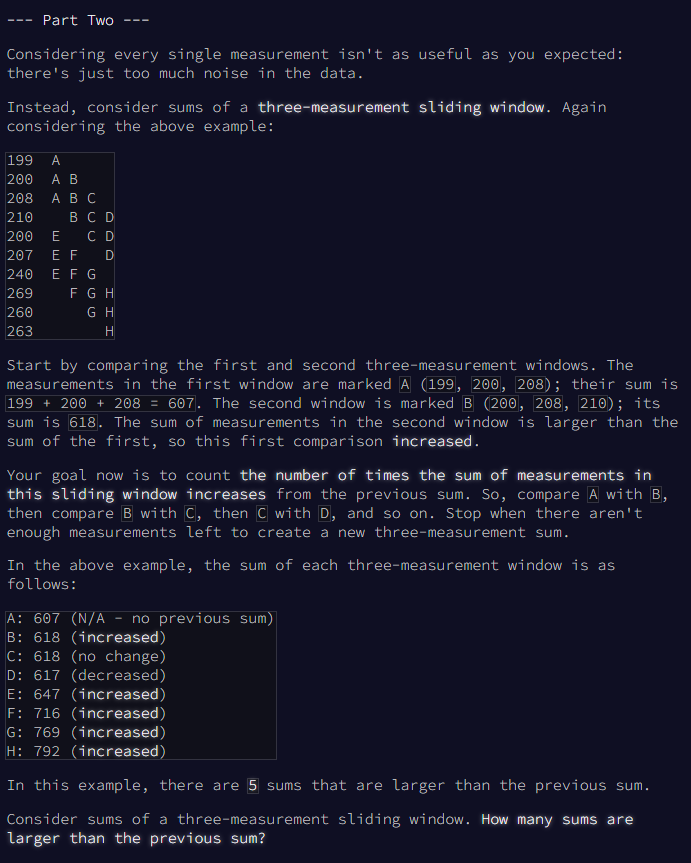 --- Part Two ---
Considering every single measurement isn't as useful as you expected:
there's just too much noise in the data.
Instead, consider sums of a three-measurement sliding window. Again
considering the above example:
199  A
200  A B
208  A B C
210    B C D
200  E   C D
207  E F   D
240  E F G
269    F G H
260      G H
263        H
Start by comparing the first and second three-measurement windows. The
measurements in the first window are marked A (199, 200, 208); their sum is
199 + 200 + 208 = 607. The second window is marked B (200, 208, 210); its
sum is 618. The sum of measurements in the second window is larger than the
sum of the first, so this first comparison increased.
Your goal now is to count the number of times the sum of measurements in
this sliding window increases from the previous sum. So, compare A with B,
then compare B with C, then C with D, and so on. Stop when there aren't
enough measurements left to create a new three-measurement sum.
In the above example, the sum of each three-measurement window is as
follows:
A: 607 (N/A - no previous sum)
B: 618 (increased)
C: 618 (no change)
D: 617 (decreased)
E: 647 (increased)
F: 716 (increased)
G: 769 (increased)
H: 792 (increased)
In this example, there are 5 sums that are larger than the previous sum.
Consider sums of a three-measurement sliding window. How many sums are
larger than the previous sum?